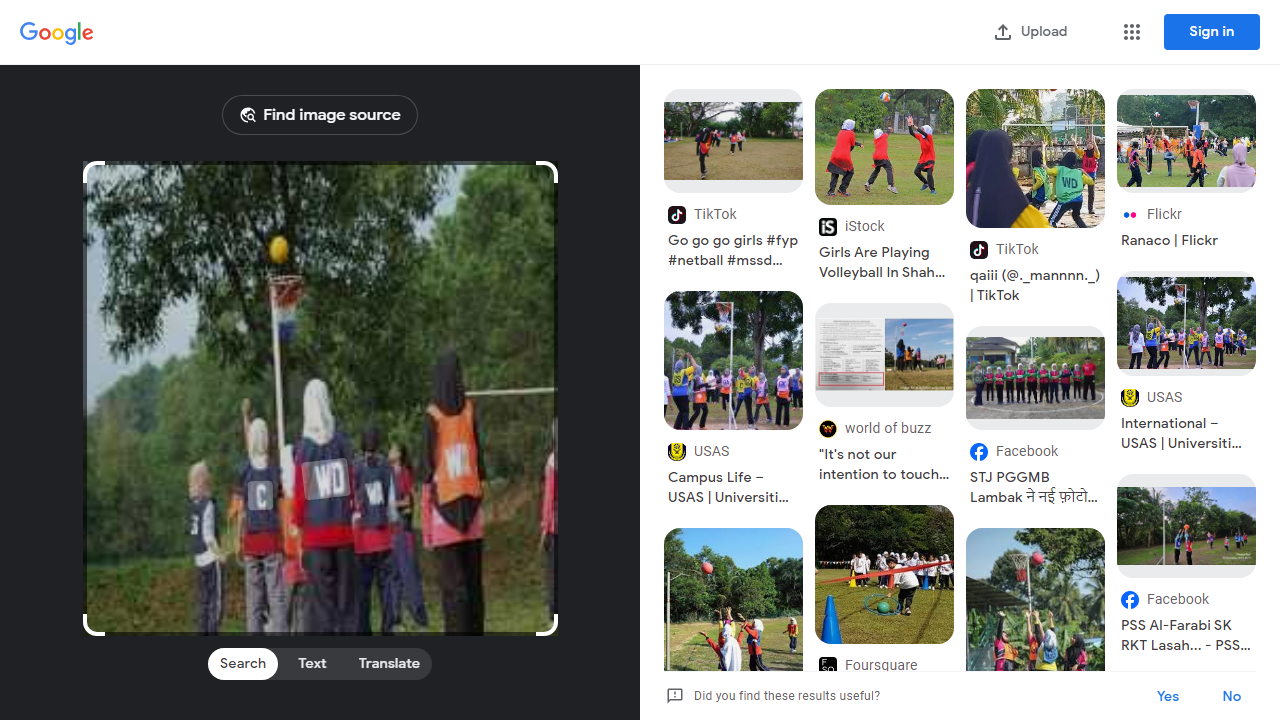 Google
Upload
Sign in
Find image source
C
WD
W
Search
Text
Translate
TikTok
Go go go girls #fyp
#netball #mssd...
USAS
Campus Life –
USAS | Universiti...
iStock
Girls Are Playing
Volleyball In Shah...
world of buzz
"It's not our
intention to touch...
Foursquare
WD
TikTok
qaiii (@._mannnn._)
| TikTok
Facebook
STJ PGGMB
Lambak ने नई फ़ोटो...
Flickr
Ranaco | Flickr
USAS
International –
USAS | Universiti...
Facebook
PSS Al-Farabi SK
RKT Lasah... - PSS...
Did you find these results useful?
Yes
No